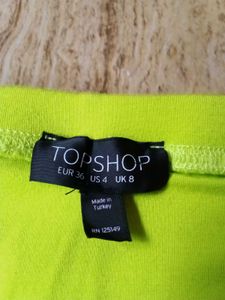 TOPSHOP
EUR 36 US 4 UK 8
Made in
Turkey
RN 125149